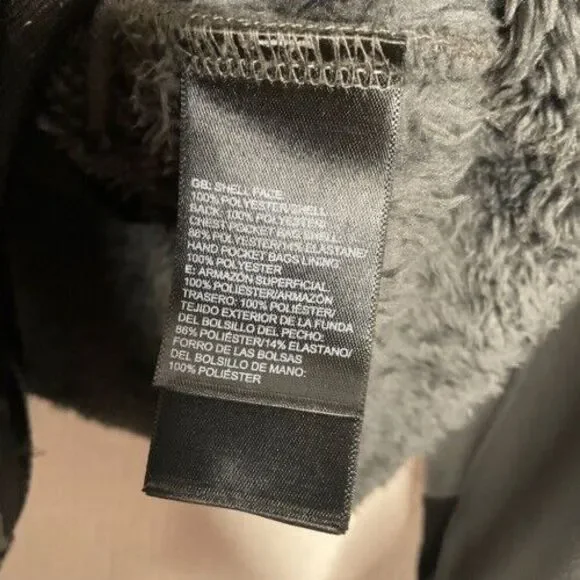 GB: SHELL FACE:
100% POLYESTER/SHELL
BACK: 100% POLYESTER/
CHEST POCKET BAG SHELL:
86% POLYESTER/14% ELASTANE/
HAND POCKET BAGS LINING:
100% POLYESTER
E: ARMAZÓN SUPERFICIAL:
100% POLIÉSTER/ARMAZÓN
TRASERO: 100% POLIÉSTER/
TEJIDO EXTERIOR DE LA FUNDA
DEL BOLSILLO DEL PECHO:
86% POLIÉSTER/14% ELASTANO/
FORRO DE LAS BOLSAS
DEL BOLSILLO DE MANO:
100% POLIÉSTER